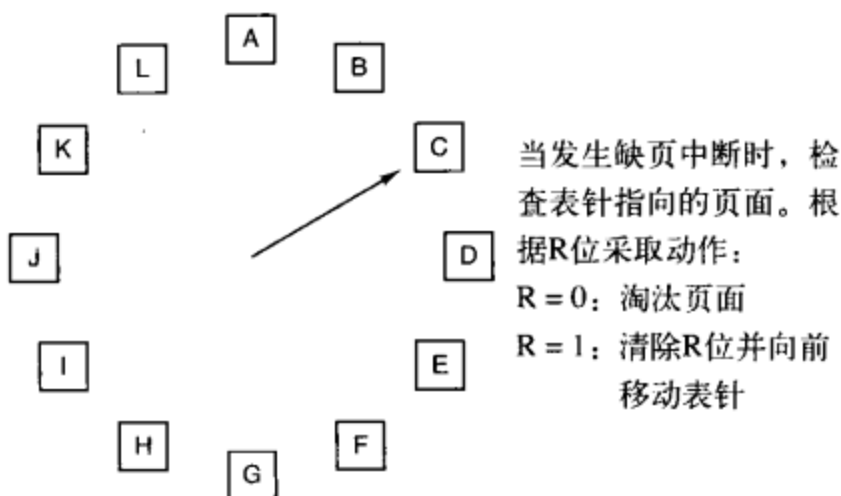 A
L
B
K
C
J
D
I
E
H
F
G
当发生缺页中断时，检
查表针指向的页面。根
据R位采取动作：
R = 0：淘汰页面
R = 1：清除R位并向前
移动表针